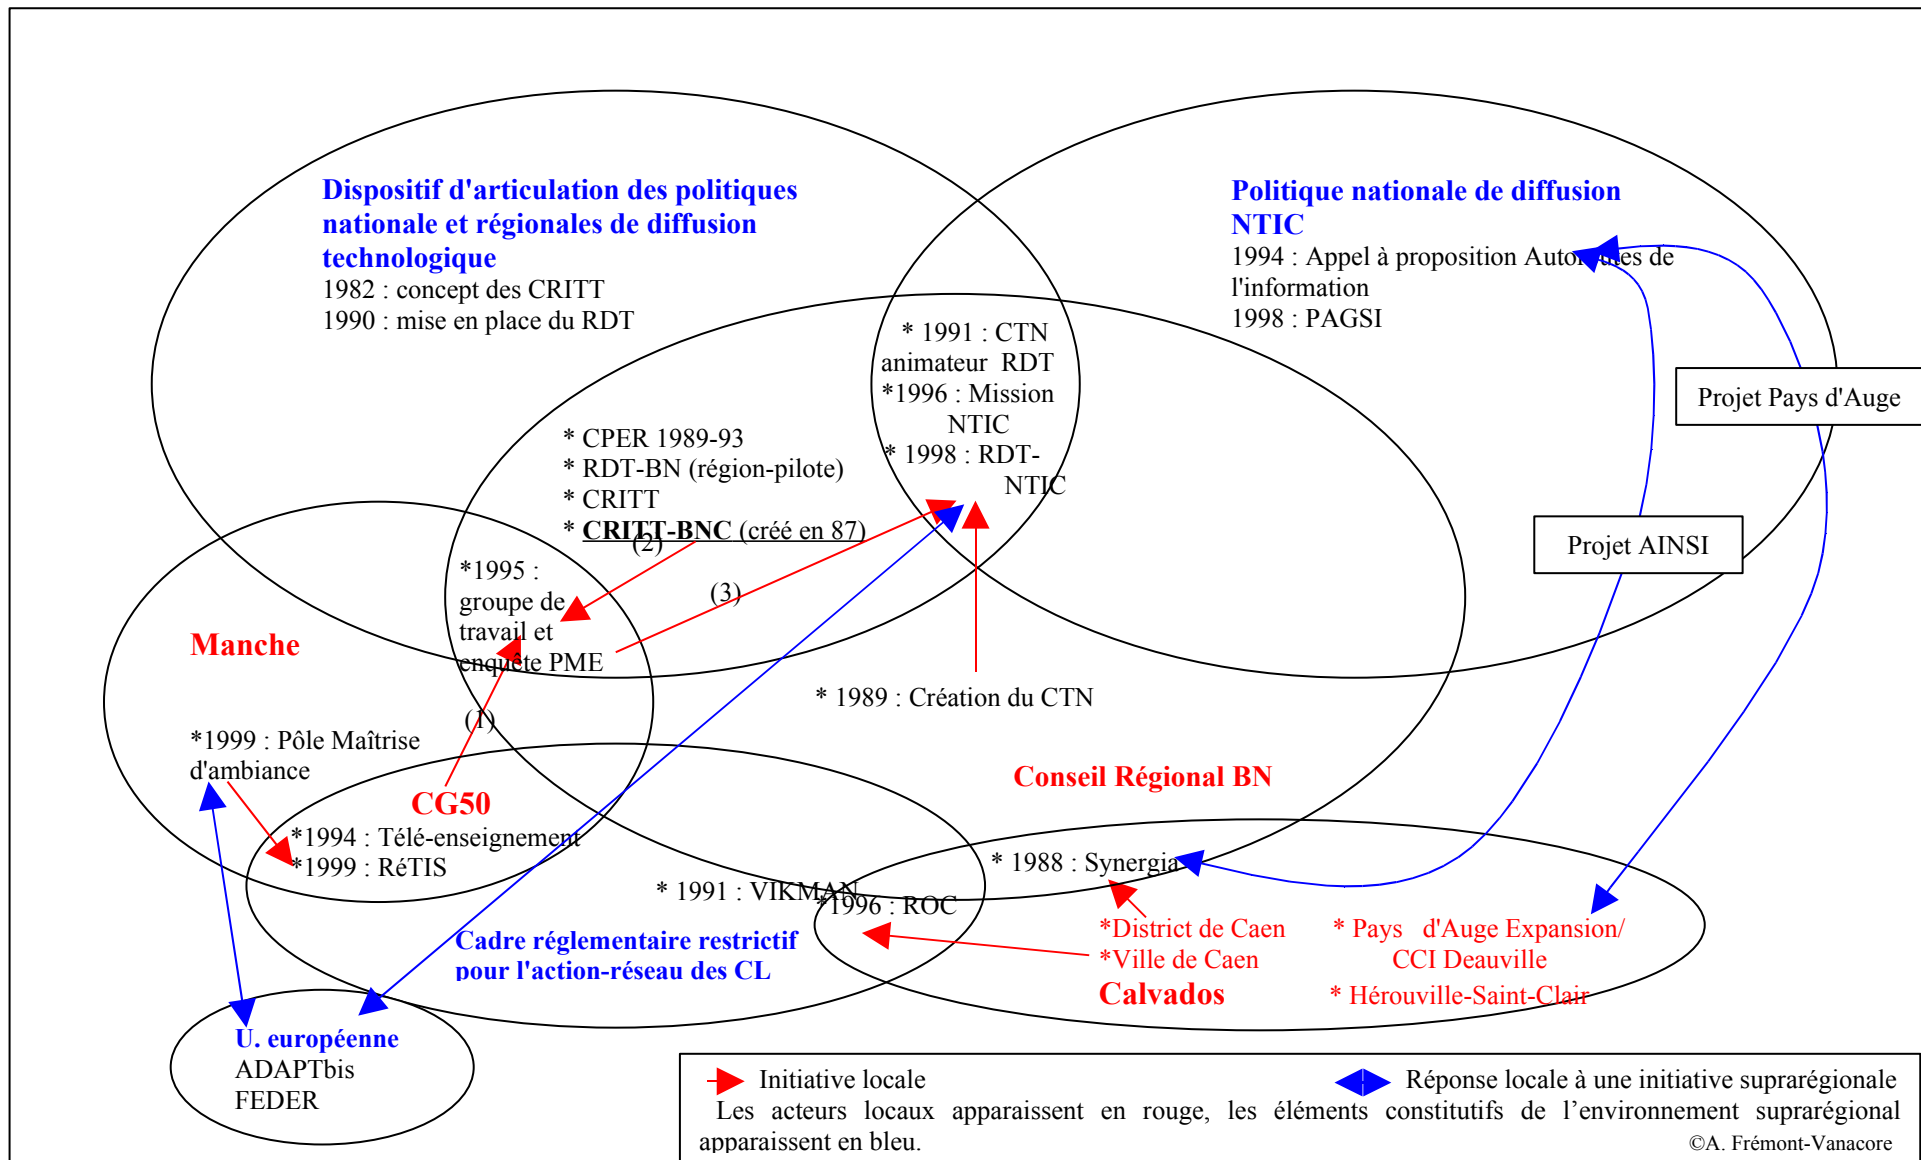 Dispositif d'articulation des politiques
nationale et régionales de diffusion
technologique
1982 : concept des CRITT
1990 : mise en place du RDT
Politique nationale de diffusion
NTIC
1994 : Appel à proposition Autoroutes de
l'information
1998 : PAGSI
* 1991 : CTN
animateur RDT
*1996 : Mission
NTIC
* 1998 : RDT-
NTIC
Projet Pays d'Auge
Projet AINSI
* CPER 1989-93
* RDT-BN (région-pilote)
* CRITT
* CRITT-BNC (créé en 87)
(2)
*1995 :
groupe de
travail et
enquête PME
(3)
Manche
(1)
* 1989 : Création du CTN
*1999 : Pôle Maîtrise
d'ambiance
CG50
*1994 : Télé-enseignement
*1999 : RéTIS
Conseil Régional BN
* 1991 : VIKMAN
*1996 : ROC
* 1988 : Synergia
Cadre réglementaire restrictif
pour l'action-réseau des CL
*District de Caen
*Ville de Caen
Calvados
* Pays d'Auge Expansion/
CCI Deauville
* Hérouville-Saint-Clair
U. européenne
ADAPTbis
FEDER
Initiative locale
Réponse locale à une initiative suprarégionale
Les acteurs locaux apparaissent en rouge, les éléments constitutifs de l’environnement suprarégional
apparaissent en bleu.
©A. Frémont-Vanacore